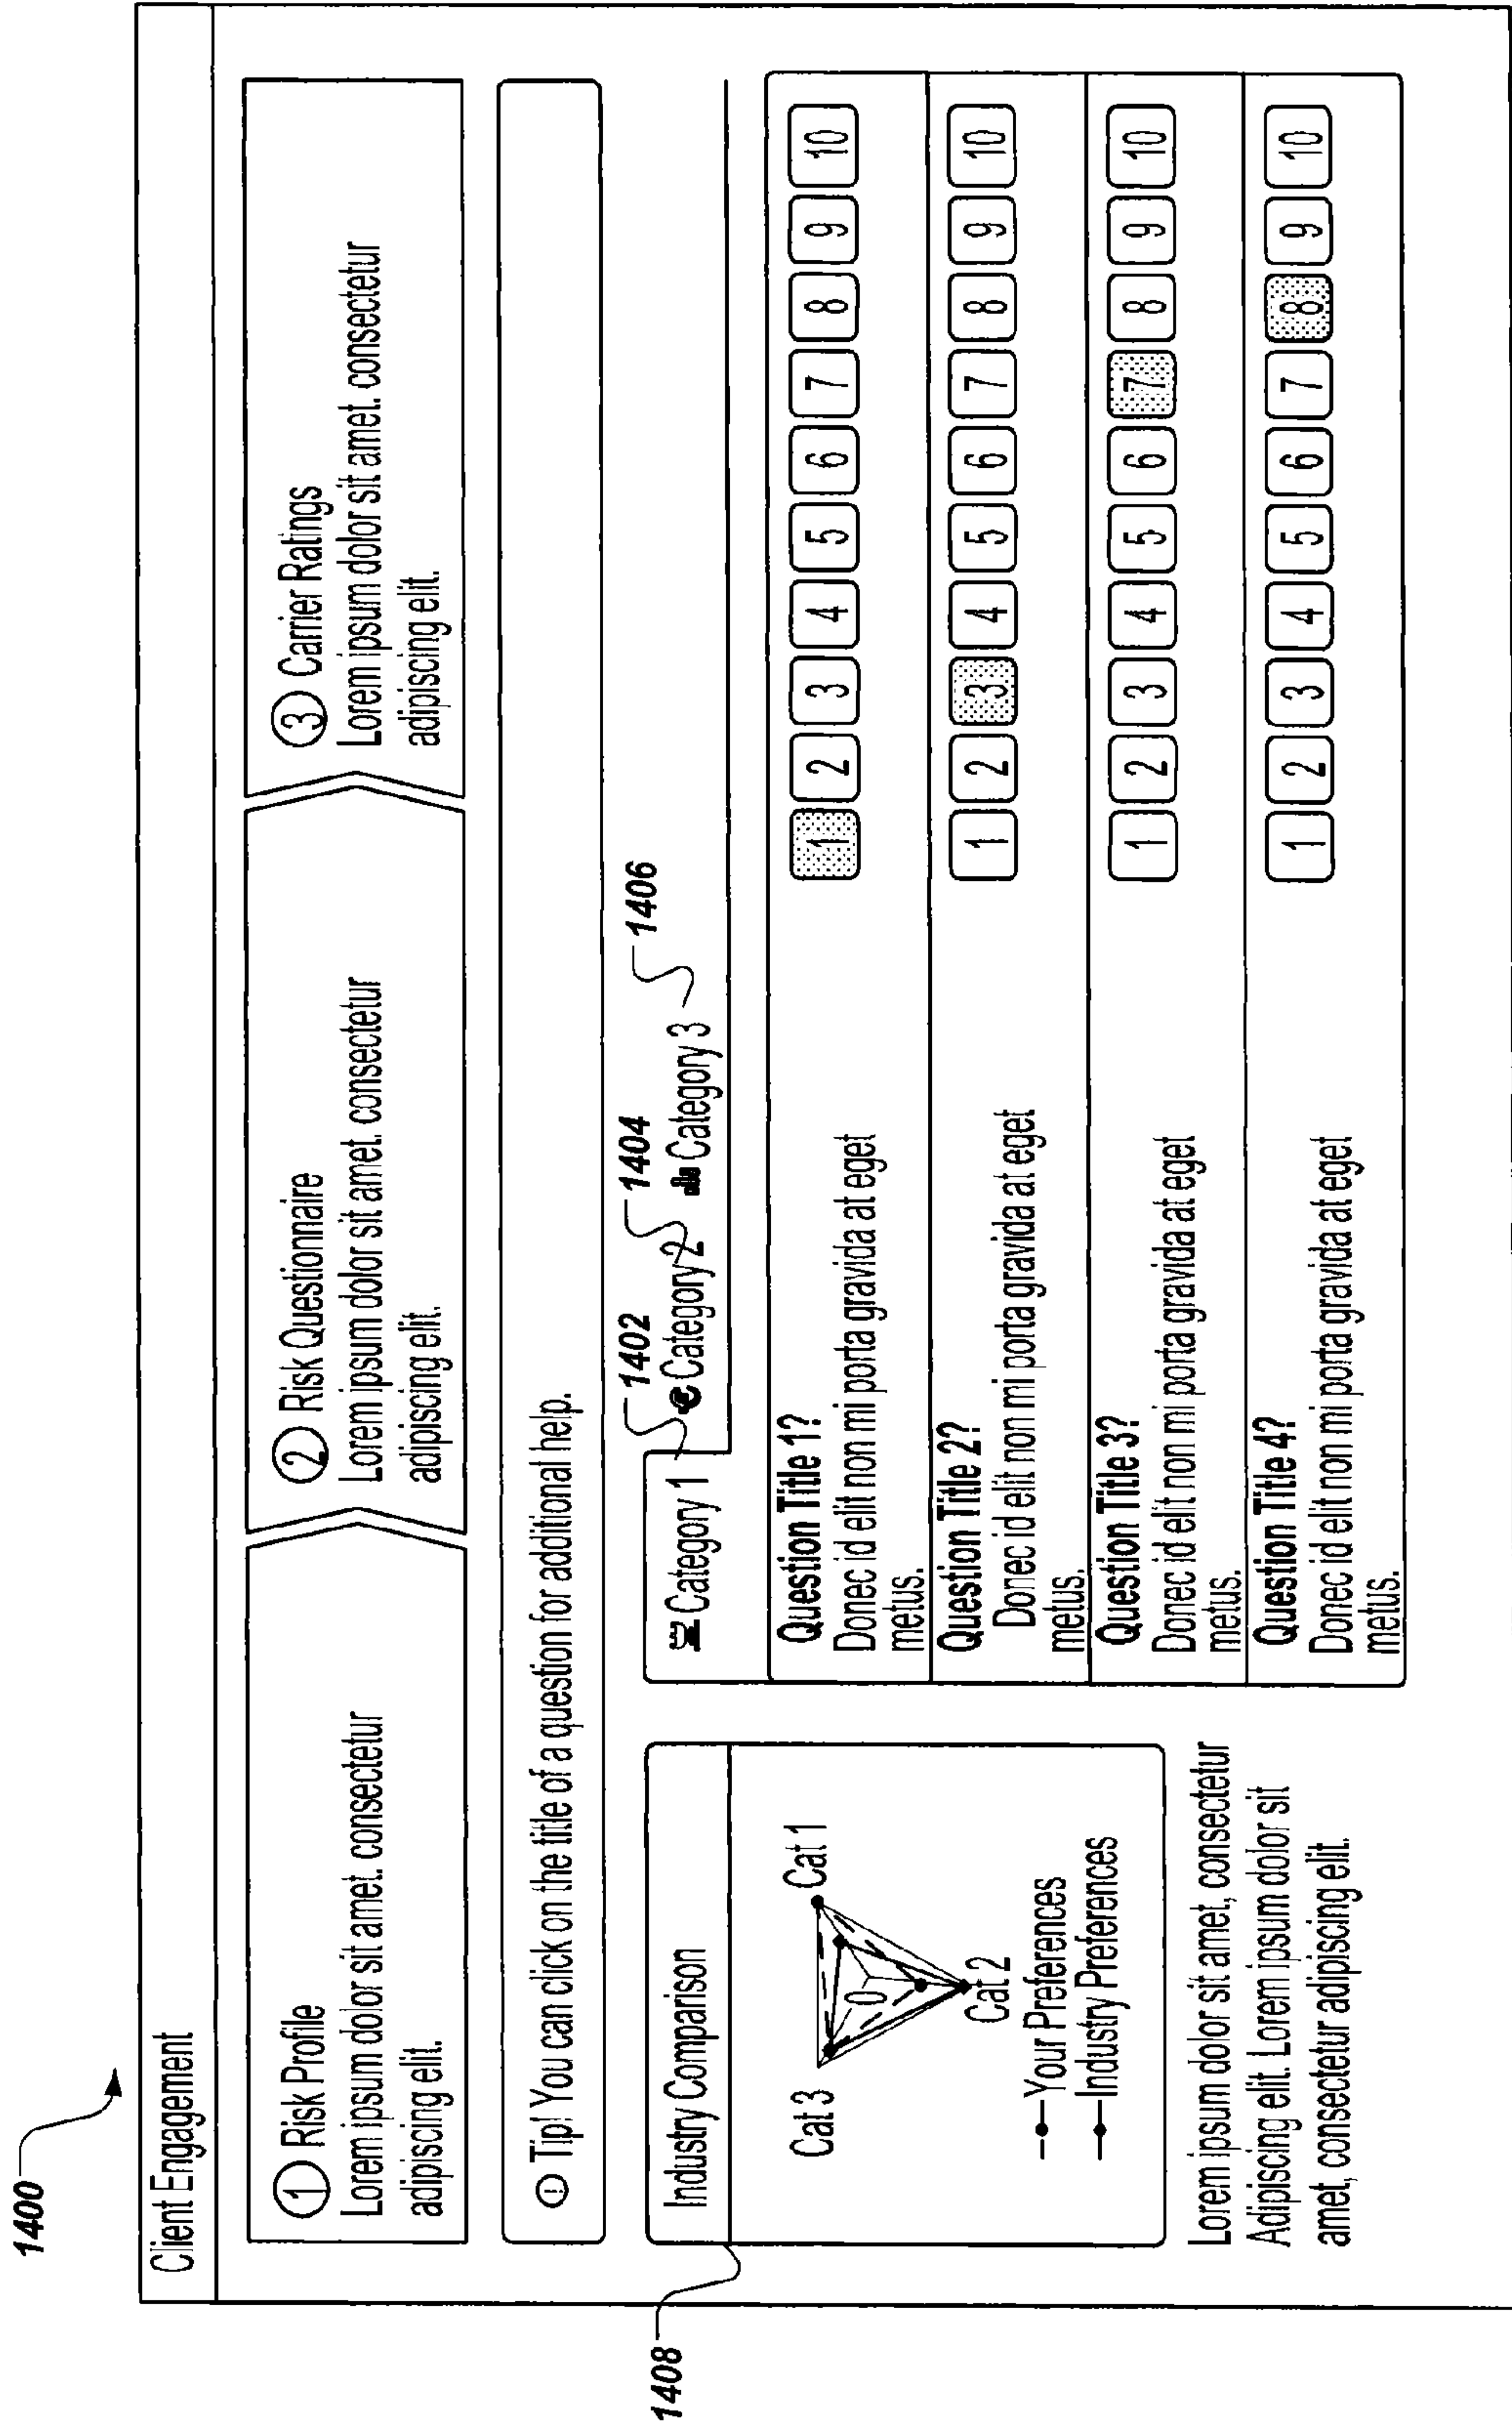 1400
Client Engagement
1 Risk Profile
Lorem ipsum dolor sit amet. consectetur
adipiscing elit.
2 Risk Questionnaire
Lorem ipsum dolor sit amet. consectetur
adipiscing elit.
3 Carrier Ratings
Lorem ipsum dolor sit amet. consectetur
adipiscing elit.
Tip! You can click on the title of a question for additional help.
1408
Industry Comparison
Cat 3
Cat 1
0
Cat 2
Your Preferences
Industry Preferences
Lorem ipsum dolor sit amet, consectetur
Adipiscing elit. Lorem ipsum dolor sit
amet, consectetur adipiscing elit.
1402
1404
1406
Category 1
Category 2
Category 3
Question Title 1?
Donec id elit non mi porta gravida at eget
metus.
1 2 3 4 5 6 7 8 9 10
Question Title 2?
Donec id elit non mi porta gravida at eget
metus.
1 2 3 4 5 6 7 8 9 10
Question Title 3?
Donec id elit non mi porta gravida at eget
metus.
1 2 3 4 5 6 7 8 9 10
Question Title 4?
Donec id elit non mi porta gravida at eget
metus.
1 2 3 4 5 6 7 8 9 10